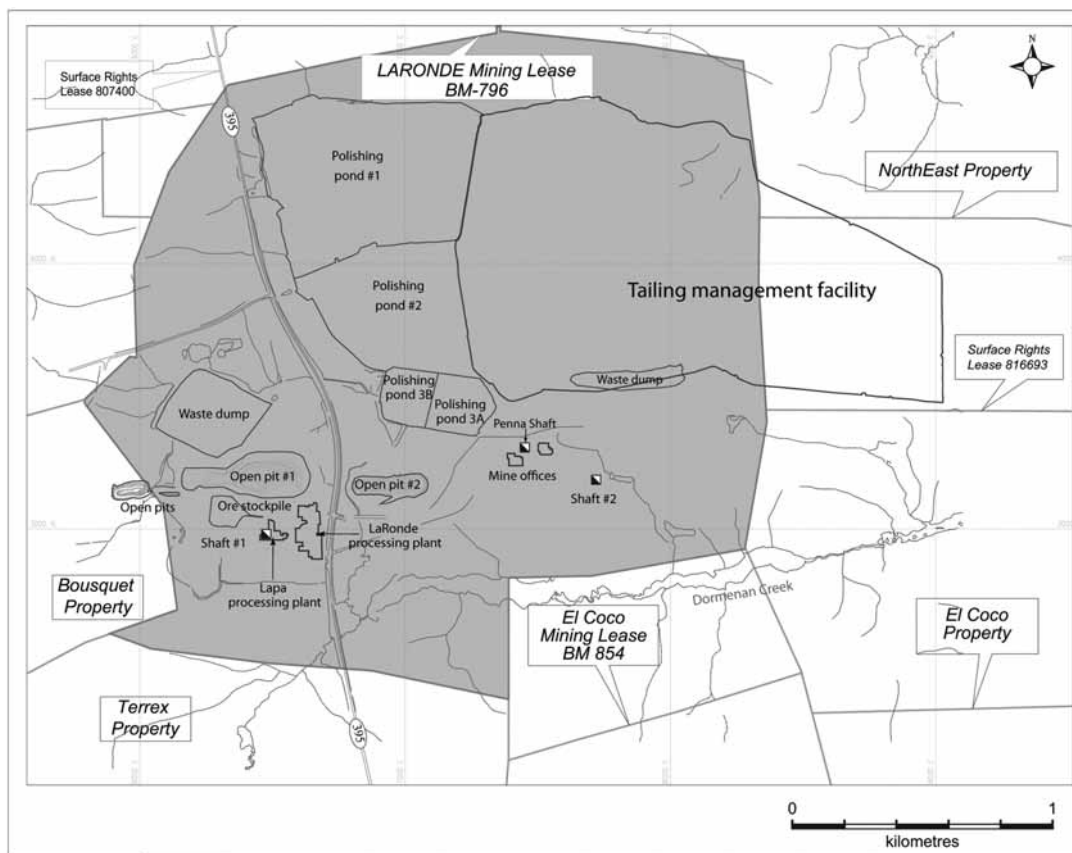 N
Surface Rights
Lease 807400
LARONDE Mining Lease
BM-796
395
Polishing
pond #1
NorthEast Property
Polishing
pond #2
Tailing management facility
Surface Rights
Lease 816693
Polishing
pond 3B
Polishing
pond 3A
Waste dump
Waste dump
Penna Shaft
Mine offices
Open pit #1
Open pit #2
Shaft #2
Open pits
Ore stockpile
Shaft #1
LaRonde
processing plant
Lapa
processing plant
Bousquet
Property
Dormenan Creek
El Coco
Mining Lease
BM 854
El Coco
Property
Terrex
Property
395
0
1
kilometres